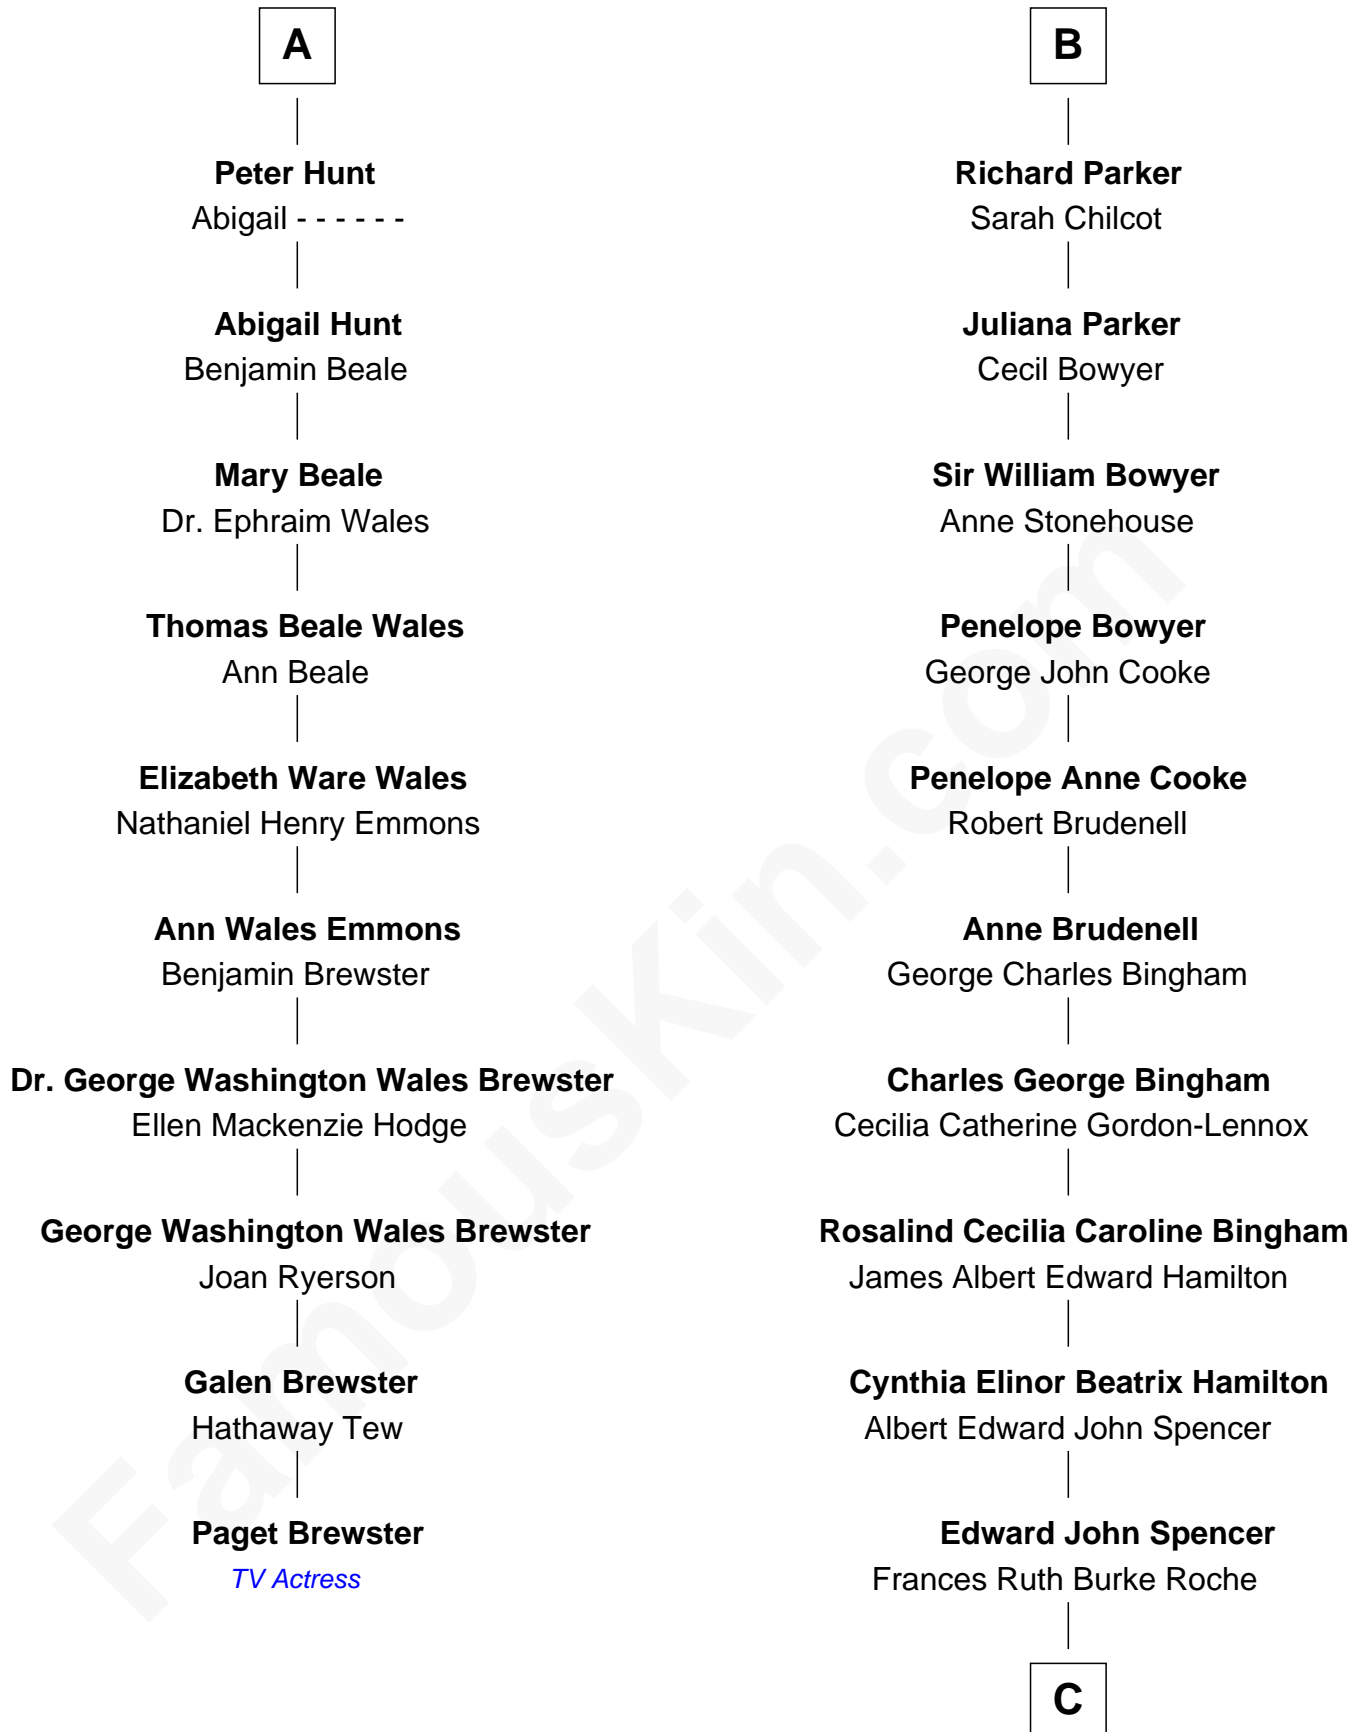 A
Peter Hunt
Abigail - - - - - -
Abigail Hunt
Benjamin Beale
Mary Beale
Dr. Ephraim Wales
Thomas Beale Wales
Ann Beale
Elizabeth Ware Wales
Nathaniel Henry Emmons
Ann Wales Emmons
Benjamin Brewster
Dr. George Washington Wales Brewster
Ellen Mackenzie Hodge
George Washington Wales Brewster
Joan Ryerson
Galen Brewster
Hathaway Tew
Paget Brewster
TV Actress
B
Richard Parker
Sarah Chilcot
Juliana Parker
Cecil Bowyer
Sir William Bowyer
Anne Stonehouse
Penelope Bowyer
George John Cooke
Penelope Anne Cooke
Robert Brudenell
Anne Brudenell
George Charles Bingham
Charles George Bingham
Cecilia Catherine Gordon-Lennox
Rosalind Cecilia Caroline Bingham
James Albert Edward Hamilton
Cynthia Elinor Beatrix Hamilton
Albert Edward John Spencer
Edward John Spencer
Frances Ruth Burke Roche
C
FamousKin.com